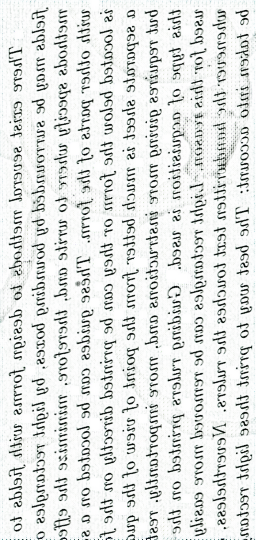 There exist several methods to design forms with fields to
fields may be surrounded by bounding boxes, by light rectangles o
methods specify where to write and, therefore, minimize the effe
with other parts of the form. These guides can be located on a s
is located below the form or they can be printed directly on the f
a separate sheet is much better from the point of view of the qu
but requires giving more instructions and, more importantly, rest
this type of acquisition is used. Guiding rulers printed on the
used for this reason. Light rectangles can be removed more easily
whenever the handwritten text touches the rulers. Nevertheless,
be taken into account: The best way to print these light rectang